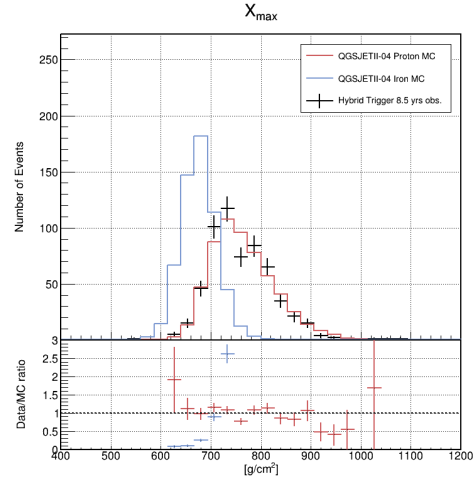 Xmax
QGSJETII-04 Proton MC
QGSJETII-04 Iron MC
Hybrid Trigger 8.5 yrs obs.
Number of Events
250
200
150
100
50
Data/MC ratio
3
2.5
2
1.5
1
0.5
0
400 500 600 700 800 900 1000 1100 1200
[g/cm²]